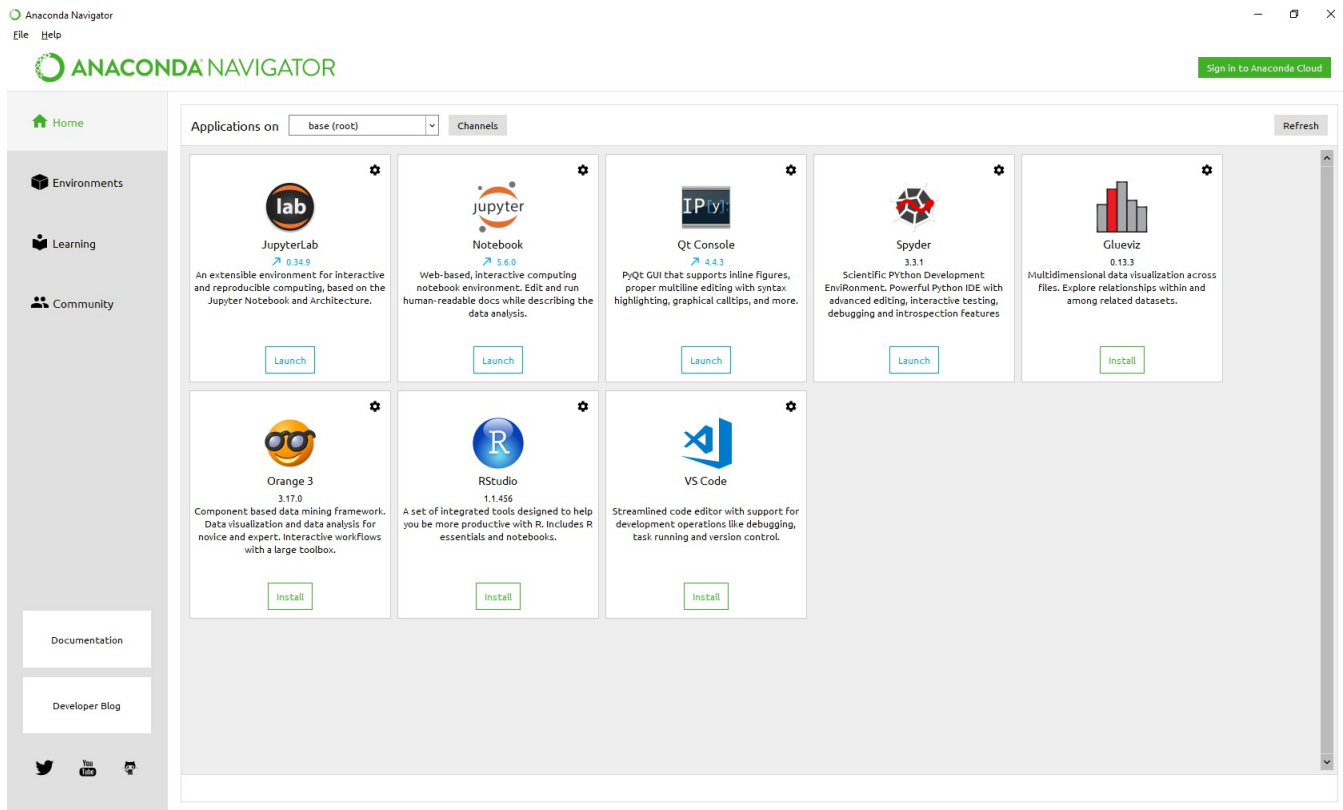 Anaconda Navigator
File Help
ANACONDA NAVIGATOR
Sign in to Anaconda Cloud
Home
Environments
Learning
Community
Documentation
Developer Blog
You
Tube
Applications on base (root) Channels Refresh
lab
JupyterLab
0.34.9
An extensible environment for interactive
and reproducible computing, based on the
Jupyter Notebook and Architecture.
Launch
jupyter
Notebook
5.6.0
Web-based, interactive computing
notebook environment. Edit and run
human-readable docs while describing the
data analysis.
Launch
IP[y]:
Qt Console
4.4.3
PyQt GUI that supports inline figures,
proper multiline editing with syntax
highlighting, graphical calltips, and more.
Launch
Spyder
3.3.1
Scientific PYthon Development
EnviRonment. Powerful Python IDE with
advanced editing, interactive testing,
debugging and introspection features
Launch
Glueviz
0.13.3
Multidimensional data visualization across
files. Explore relationships within and
among related datasets.
Install
Orange 3
3.17.0
Component based data mining framework.
Data visualization and data analysis for
novice and expert. Interactive workflows
with a large toolbox.
Install
R
RStudio
1.1.456
A set of integrated tools designed to help
you be more productive with R. Includes R
essentials and notebooks.
Install
VS Code
Streamlined code editor with support for
development operations like debugging,
task running and version control.
Install